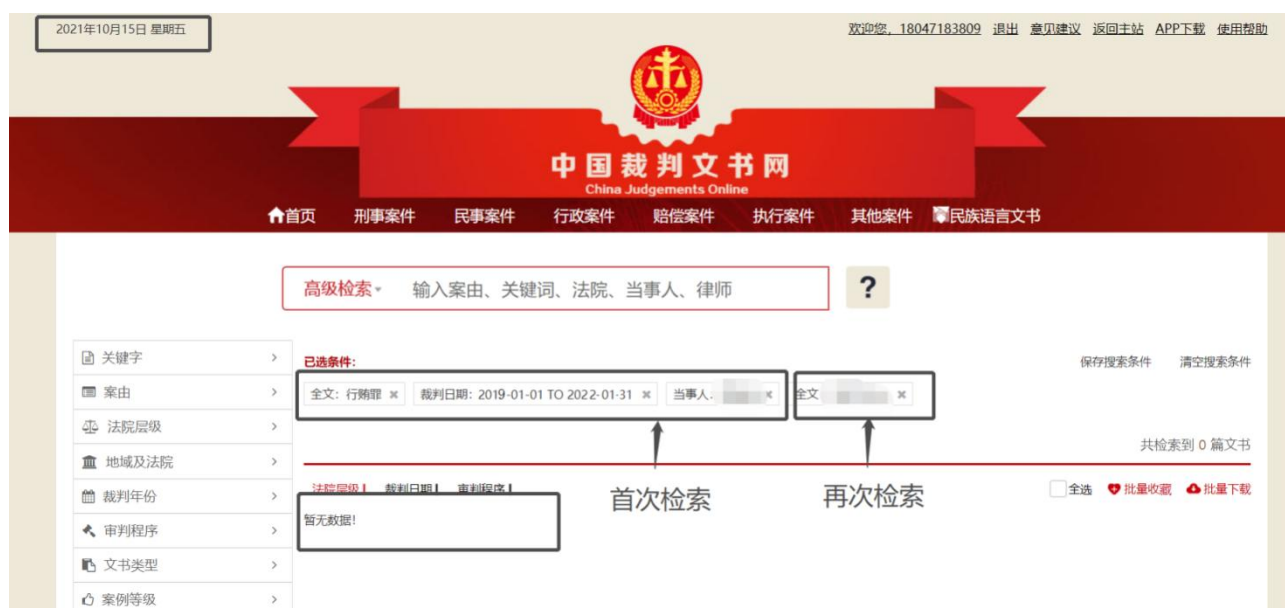 2021年10月15日 星期五
欢迎您，18047183809 退出 意见建议 返回主站 APP下载 使用帮助
中国裁判文书网
China Judgements Online
首页 刑事案件 民事案件 行政案件 赔偿案件 执行案件 其他案件 民族语言文书
高级检索 输入案由、关键词、法院、当事人、律师 ?
关键字
案由
法院层级
地域及法院
裁判年份
审判程序
文书类型
案例等级
已选条件:
保存搜索条件 清空搜索条件
全文: 行贿罪 × 裁判日期: 2019-01-01 TO 2022-01-31 × 当事人 × 全文 ×
共检索到 0 篇文书
法院层级 裁判日期 审判程序
全选 批量收藏 批量下载
首次检索 再次检索
暂无数据!